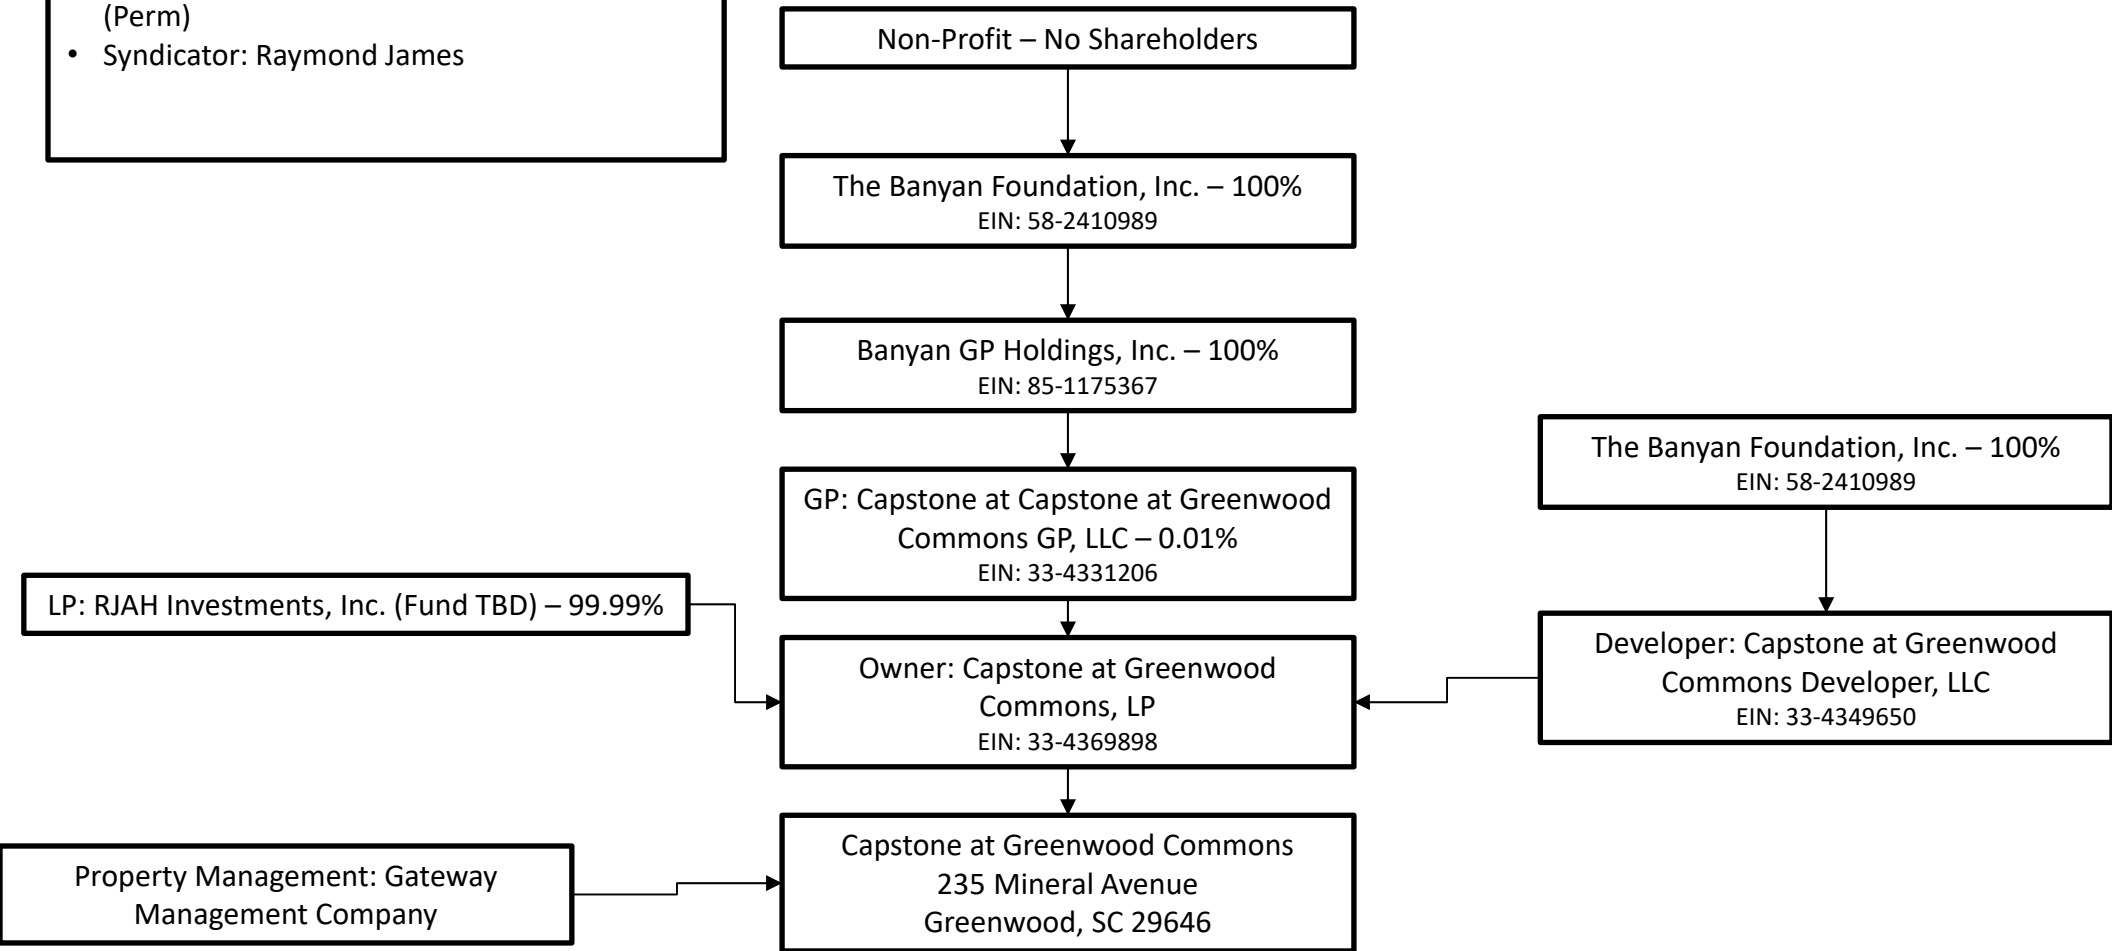 (Perm)
• Syndicator: Raymond James
Non-Profit – No Shareholders
The Banyan Foundation, Inc. – 100%
EIN: 58-2410989
Banyan GP Holdings, Inc. – 100%
EIN: 85-1175367
GP: Capstone at Capstone at Greenwood
Commons GP, LLC – 0.01%
EIN: 33-4331206
The Banyan Foundation, Inc. – 100%
EIN: 58-2410989
LP: RJAH Investments, Inc. (Fund TBD) – 99.99%
Owner: Capstone at Greenwood
Commons, LP
EIN: 33-4369898
Developer: Capstone at Greenwood
Commons Developer, LLC
EIN: 33-4349650
Property Management: Gateway
Management Company
Capstone at Greenwood Commons
235 Mineral Avenue
Greenwood, SC 29646